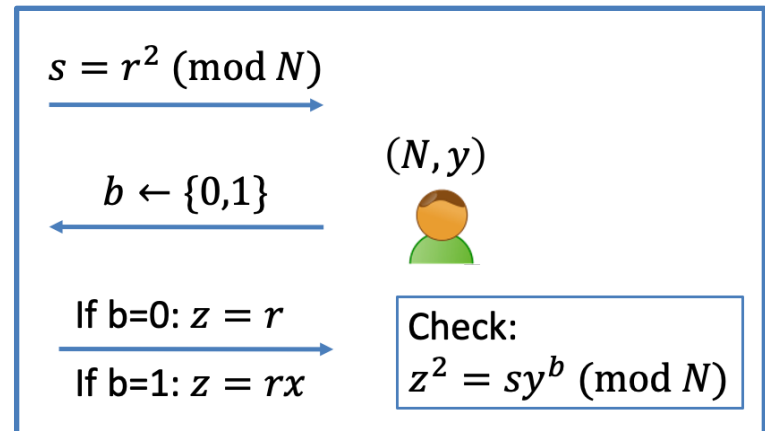 s = r² (mod N)
(N, y)
b ← {0,1}
If b=0: z = r
If b=1: z = rx
Check:
z² = sy^b (mod N)